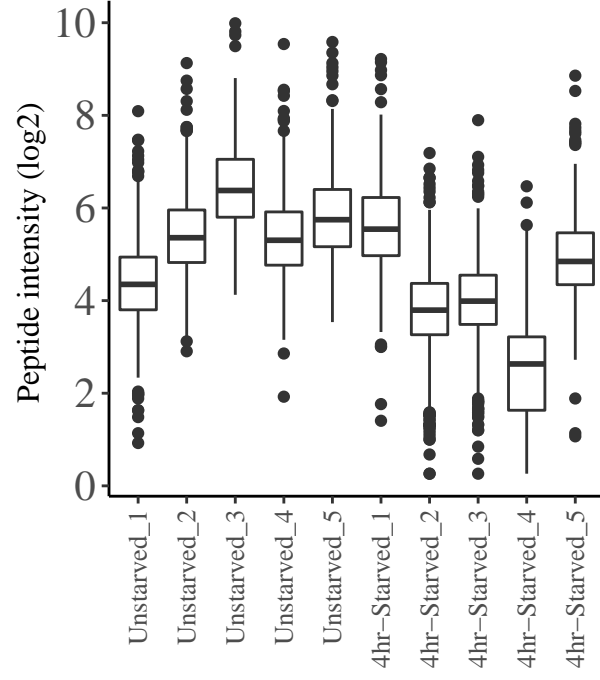 Peptide intensity (log2)
10
8
6
4
2
0
Unstarved_1
Unstarved_2
Unstarved_3
Unstarved_4
Unstarved_5
4hr−Starved_1
4hr−Starved_2
4hr−Starved_3
4hr−Starved_4
4hr−Starved_5